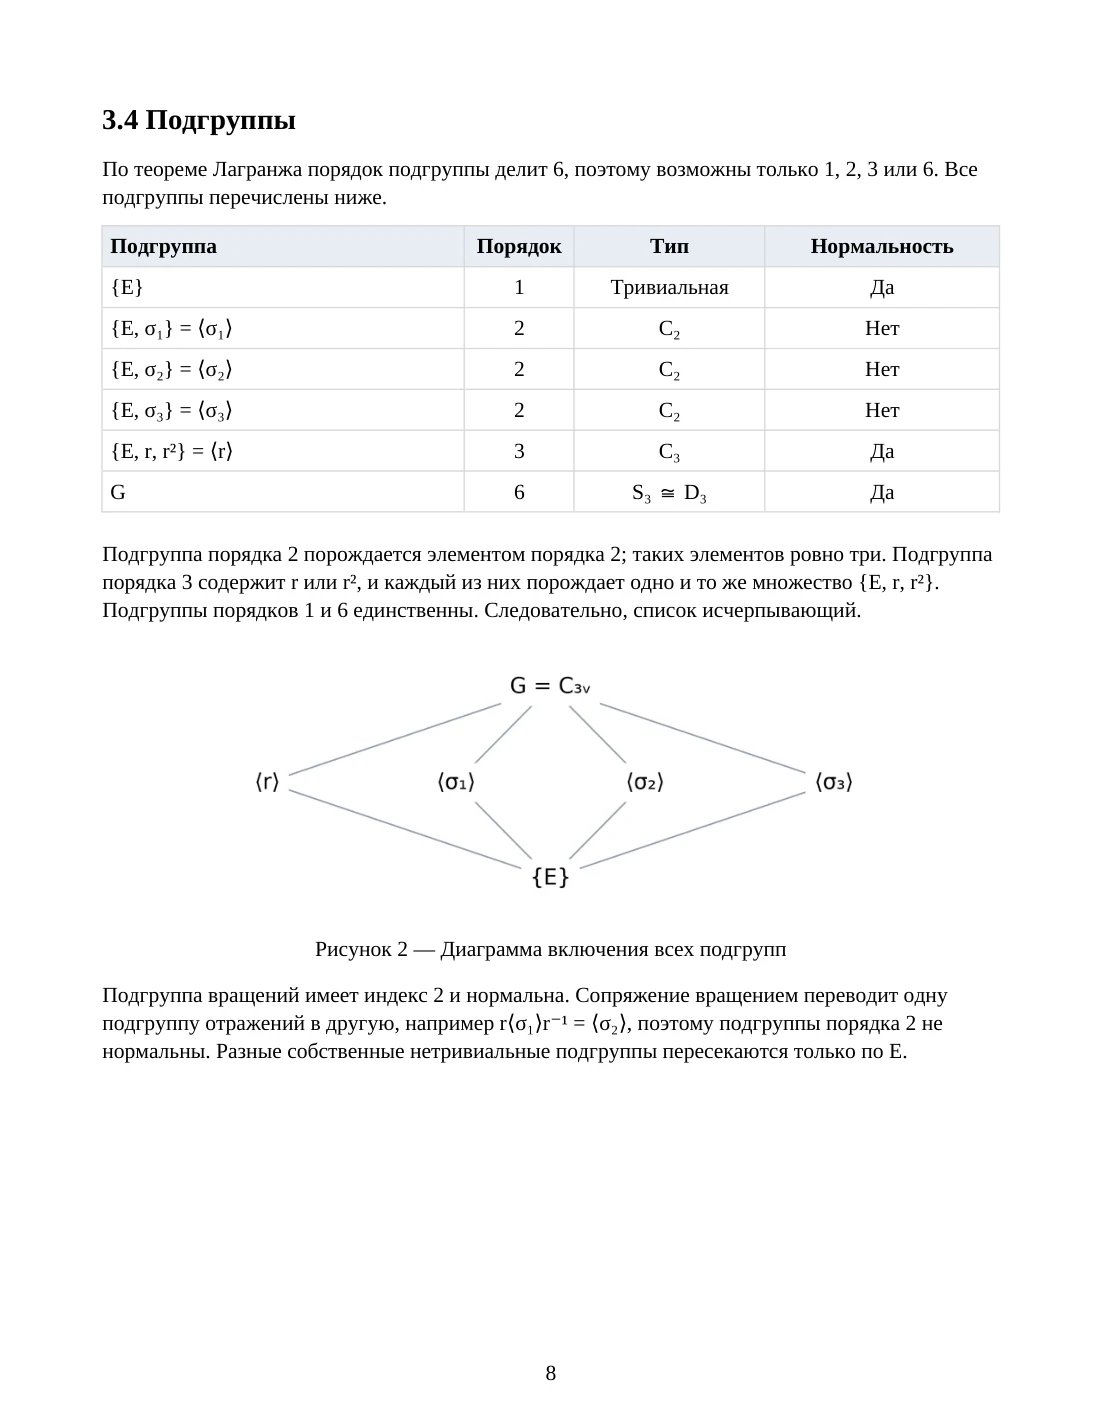 3.4 Подгруппы
По теореме Лагранжа порядок подгруппы делит 6, поэтому возможны только 1, 2, 3 или 6. Все
подгруппы перечислены ниже.
Подгруппа Порядок Тип Нормальность
{E} 1 Тривиальная Да
{E, σ₁} = ⟨σ₁⟩ 2 C₂ Нет
{E, σ₂} = ⟨σ₂⟩ 2 C₂ Нет
{E, σ₃} = ⟨σ₃⟩ 2 C₂ Нет
{E, r, r²} = ⟨r⟩ 3 C₃ Да
G 6 S₃ ≅ D₃ Да
Подгруппа порядка 2 порождается элементом порядка 2; таких элементов ровно три. Подгруппа
порядка 3 содержит r или r², и каждый из них порождает одно и то же множество {E, r, r²}.
Подгруппы порядков 1 и 6 единственны. Следовательно, список исчерпывающий.
G = C₃ᵥ
⟨r⟩ ⟨σ₁⟩ ⟨σ₂⟩ ⟨σ₃⟩
{E}
Рисунок 2 — Диаграмма включения всех подгрупп
Подгруппа вращений имеет индекс 2 и нормальна. Сопряжение вращением переводит одну
подгруппу отражений в другую, например r⟨σ₁⟩r⁻¹ = ⟨σ₂⟩, поэтому подгруппы порядка 2 не
нормальны. Разные собственные нетривиальные подгруппы пересекаются только по E.
8